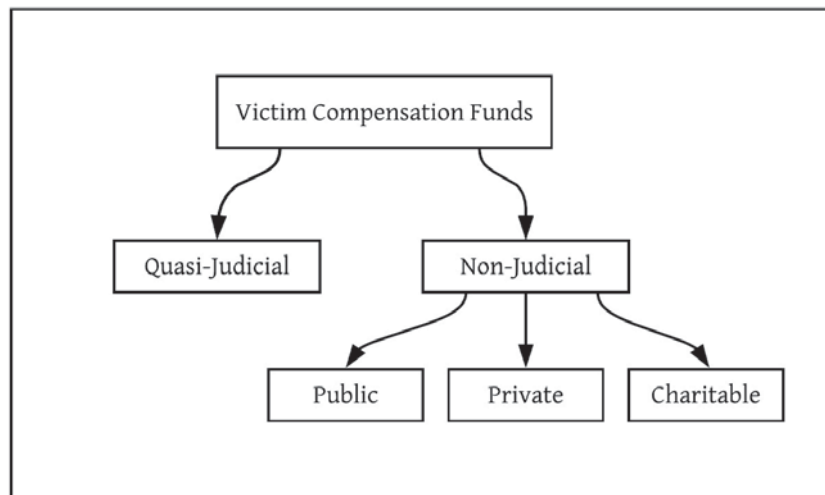 Victim Compensation Funds
Quasi-Judicial
Non-Judicial
Public
Private
Charitable